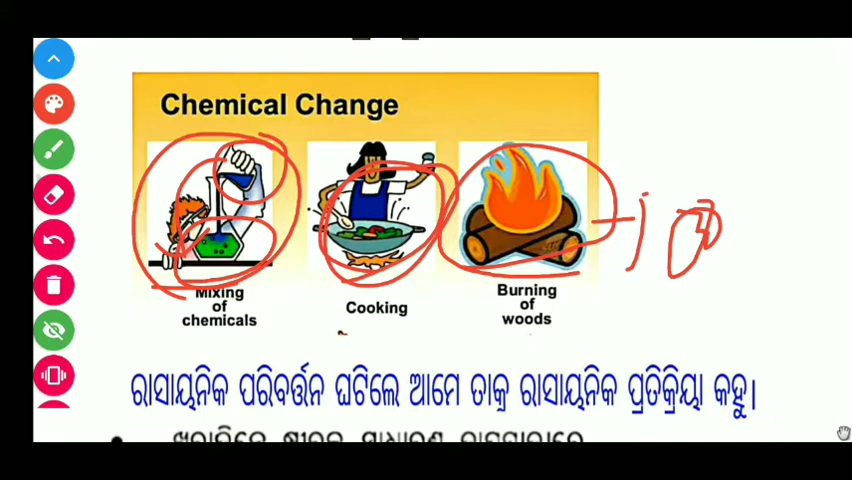 Chemical Change
Mixing
of
chemicals
Cooking
Burning
of
woods
ରାସାୟନିକ ପରିବର୍ତ୍ତନ ଘଟିଲେ ଆମେ ତାକୁ ରାସାୟନିକ ପ୍ରତିକ୍ରିୟା କହୁ।